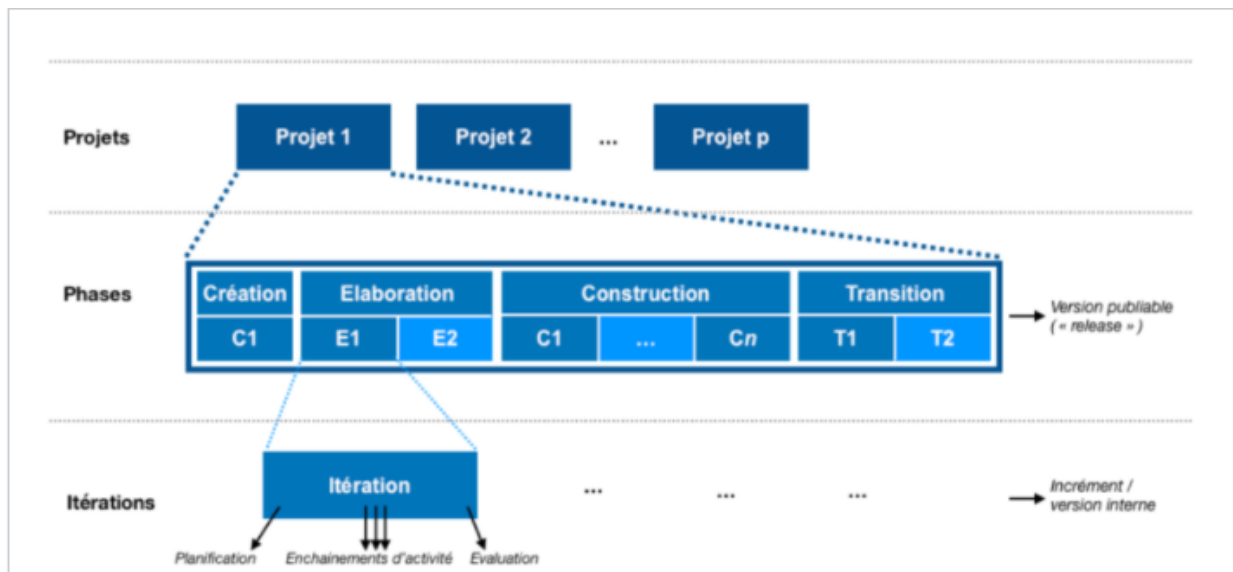 Projets
Projet 1
Projet 2
...
Projet p
Phases
Création
Elaboration
Construction
Transition
C1
E1
E2
C1
...
Cn
T1
T2
Version publiable
(« release »)
Itérations
Itération
...
...
...
Incrément /
version interne
Planification
Enchainements d'activité
Evaluation